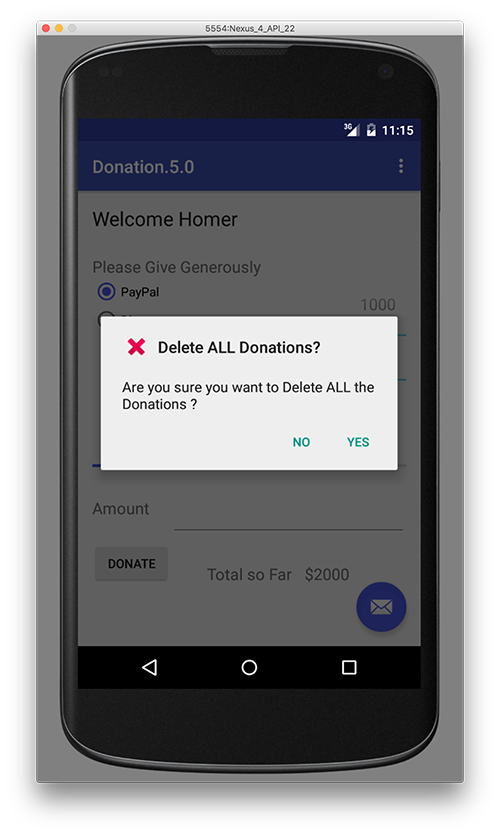 5554:Nexus_4_API_22
3G 11:15
Donation.5.0
Welcome Homer
Please Give Generously
PayPal
1000
Delete ALL Donations?
Are you sure you want to Delete ALL the
Donations ?
NO YES
Amount
DONATE
Total so Far $2000